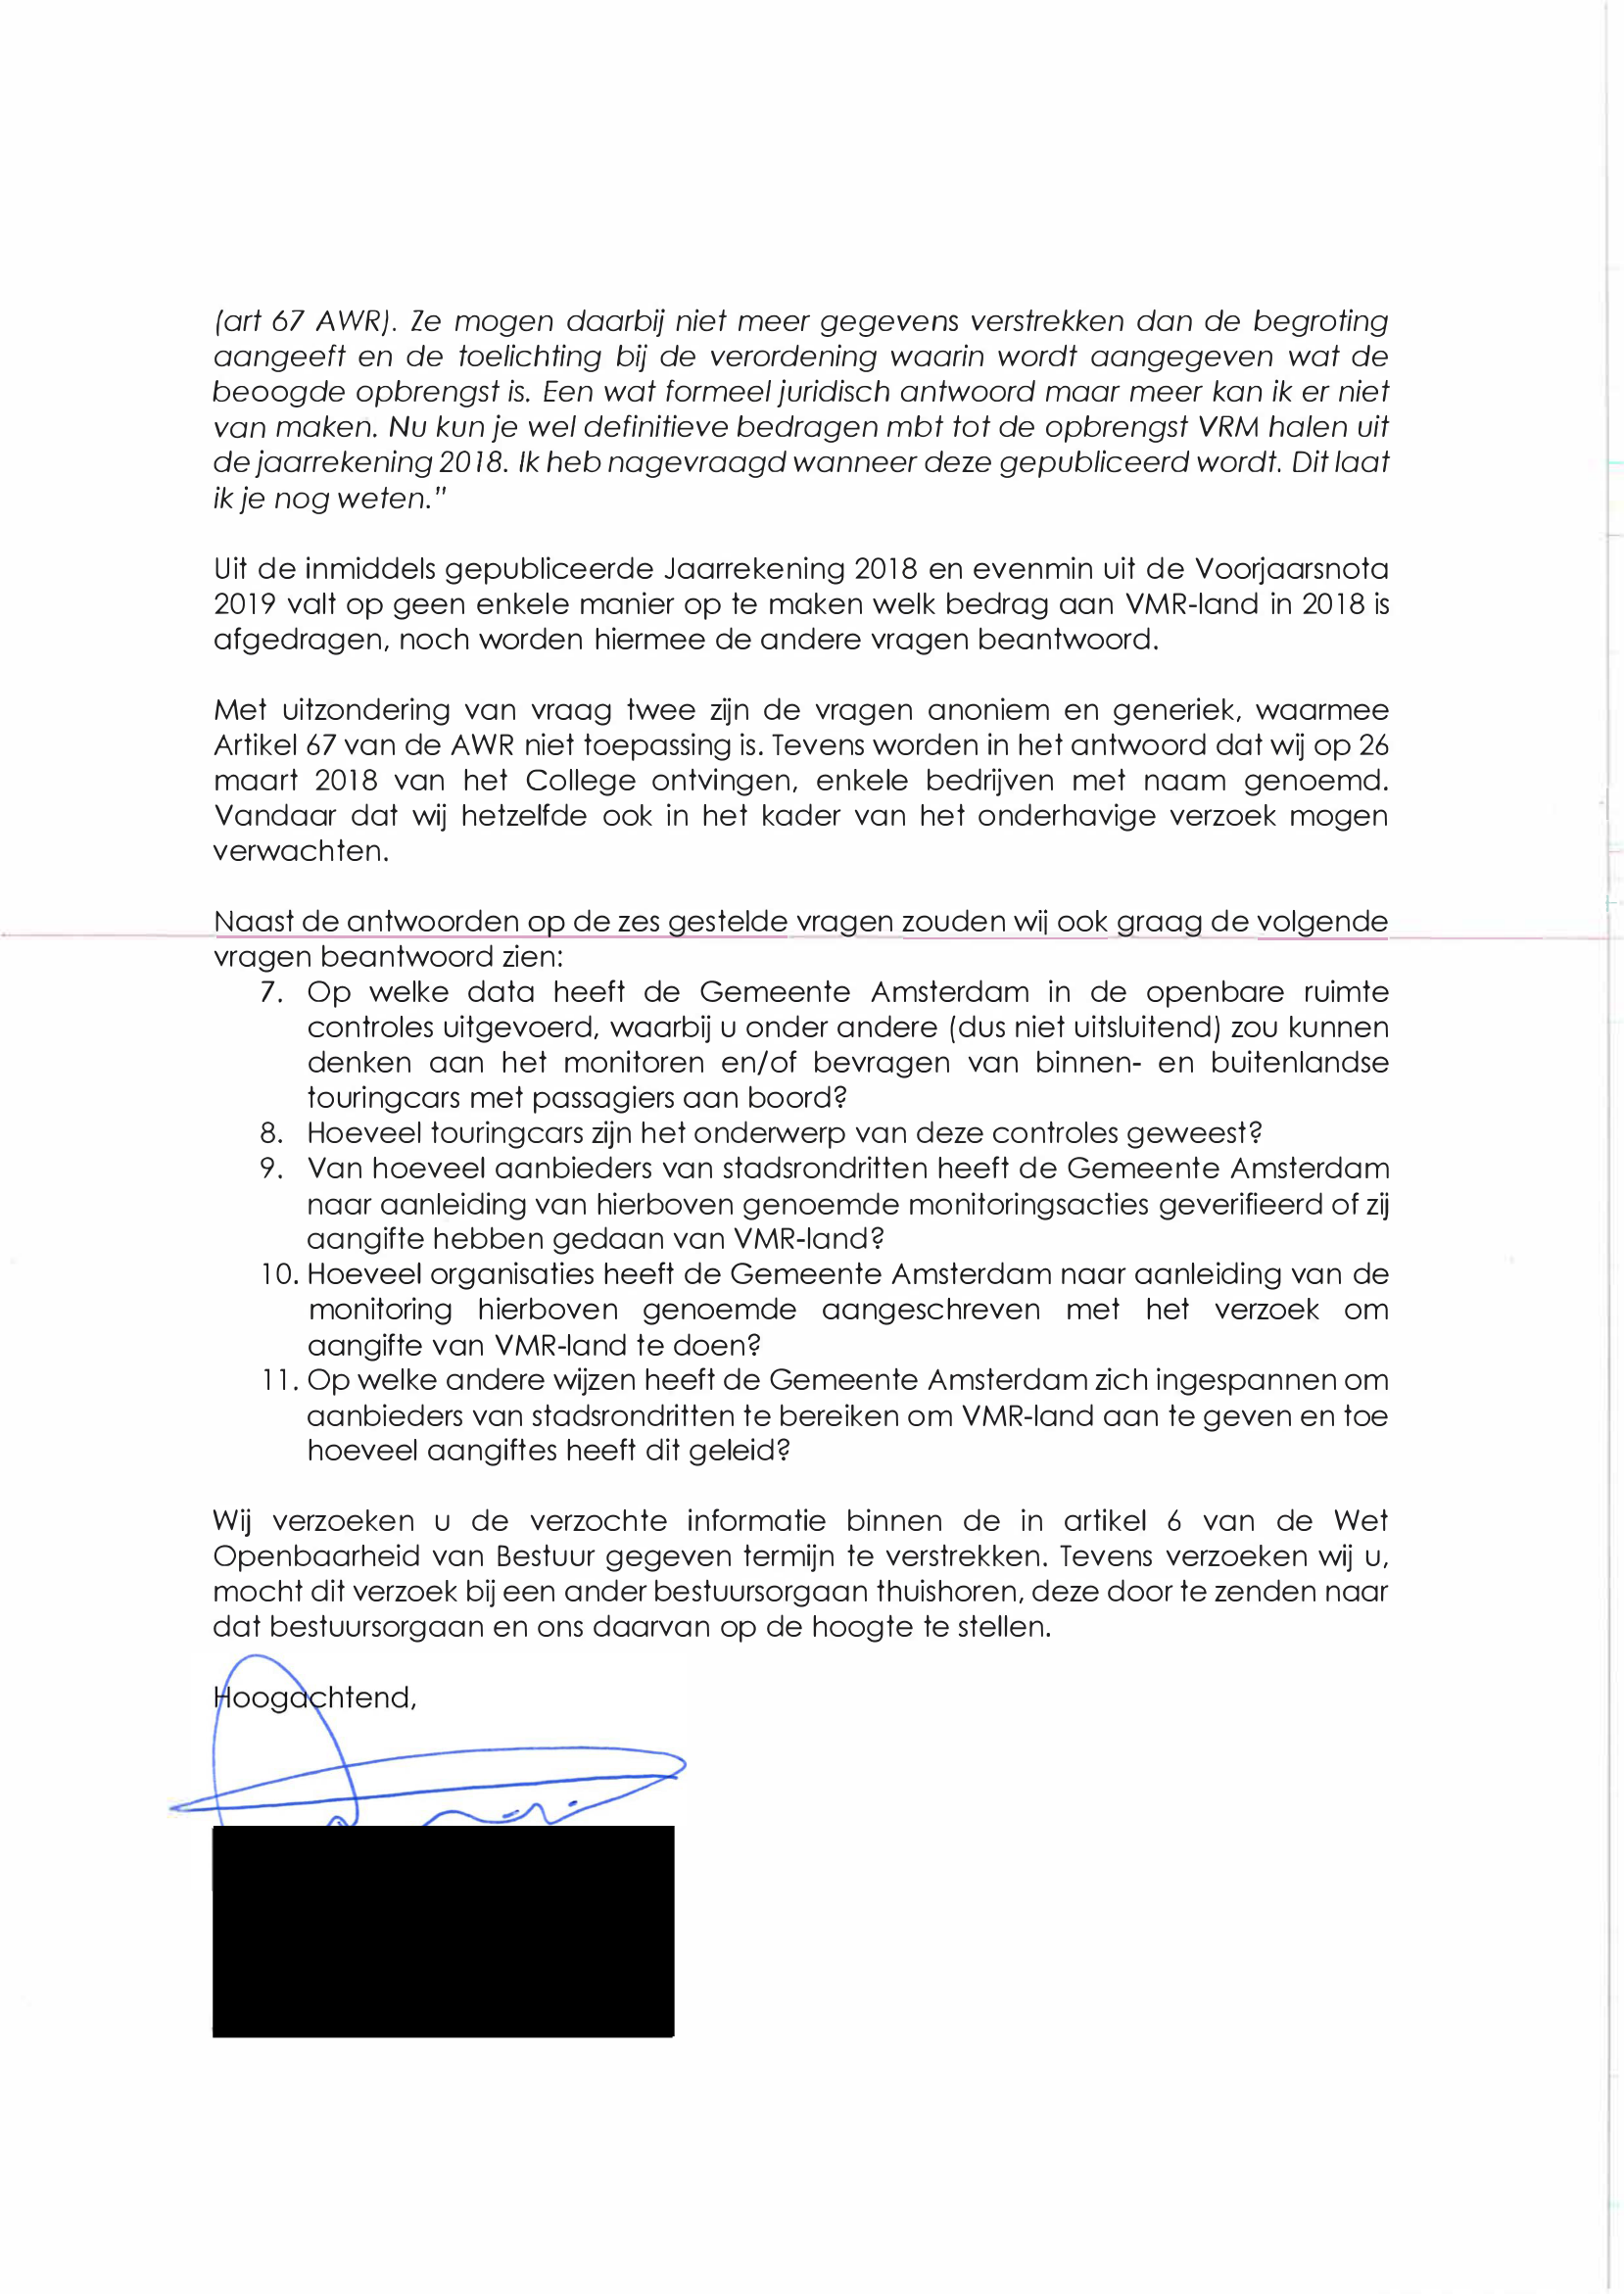 (art 67 AWR). Ze mogen daarbij niet meer gegevens verstrekken dan de begroting
aangeeft en de toelichting bij de verordening waarin wordt aangegeven wat de
beoogde opbrengst is. Een wat formeel juridisch antwoord maar meer kan ik er niet
van maken. Nu kun je wel definitieve bedragen mbt tot de opbrengst VRM halen uit
de jaarrekening 2018. Ik heb nagevraagd wanneer deze gepubliceerd wordt. Dit laat
ik je nog weten.”
Uit de inmiddels gepubliceerde Jaarrekening 2018 en evenmin uit de Voorjaarsnota
2019 valt op geen enkele manier op te maken welk bedrag aan VMR-land in 2018 is
afgedragen, noch worden hiermee de andere vragen beantwoord.
Met uitzondering van vraag twee zijn de vragen anoniem en generiek, waarmee
Artikel 67 van de AWR niet toepassing is. Tevens worden in het antwoord dat wij op 26
maart 2018 van het College ontvingen, enkele bedrijven met naam genoemd.
Vandaar dat wij hetzelfde ook in het kader van het onderhavige verzoek mogen
verwachten.
Naast de antwoorden op de zes gestelde vragen zouden wij ook graag de volgende
vragen beantwoord zien:
7. Op welke data heeft de Gemeente Amsterdam in de openbare ruimte
controles uitgevoerd, waarbij u onder andere (dus niet uitsluitend) zou kunnen
denken aan het monitoren en/of bevragen van binnen- en buitenlandse
touringcars met passagiers aan boord?
8. Hoeveel touringcars zijn het onderwerp van deze controles geweest?
9. Van hoeveel aanbieders van stadsrondritten heeft de Gemeente Amsterdam
naar aanleiding van hierboven genoemde monitoringsacties geverifieerd of zij
aangifte hebben gedaan van VMR-land?
10. Hoeveel organisaties heeft de Gemeente Amsterdam naar aanleiding van de
monitoring hierboven genoemde aangeschreven met het verzoek om
aangifte van VMR-land te doen?
11. Op welke andere wijzen heeft de Gemeente Amsterdam zich ingespannen om
aanbieders van stadsrondritten te bereiken om VMR-land aan te geven en toe
hoeveel aangiftes heeft dit geleid?
Wij verzoeken u de verzochte informatie binnen de in artikel 6 van de Wet
Openbaarheid van Bestuur gegeven termijn te verstrekken. Tevens verzoeken wij u,
mocht dit verzoek bij een ander bestuursorgaan thuishoren, deze door te zenden naar
dat bestuursorgaan en ons daarvan op de hoogte te stellen.
Hoogachtend,